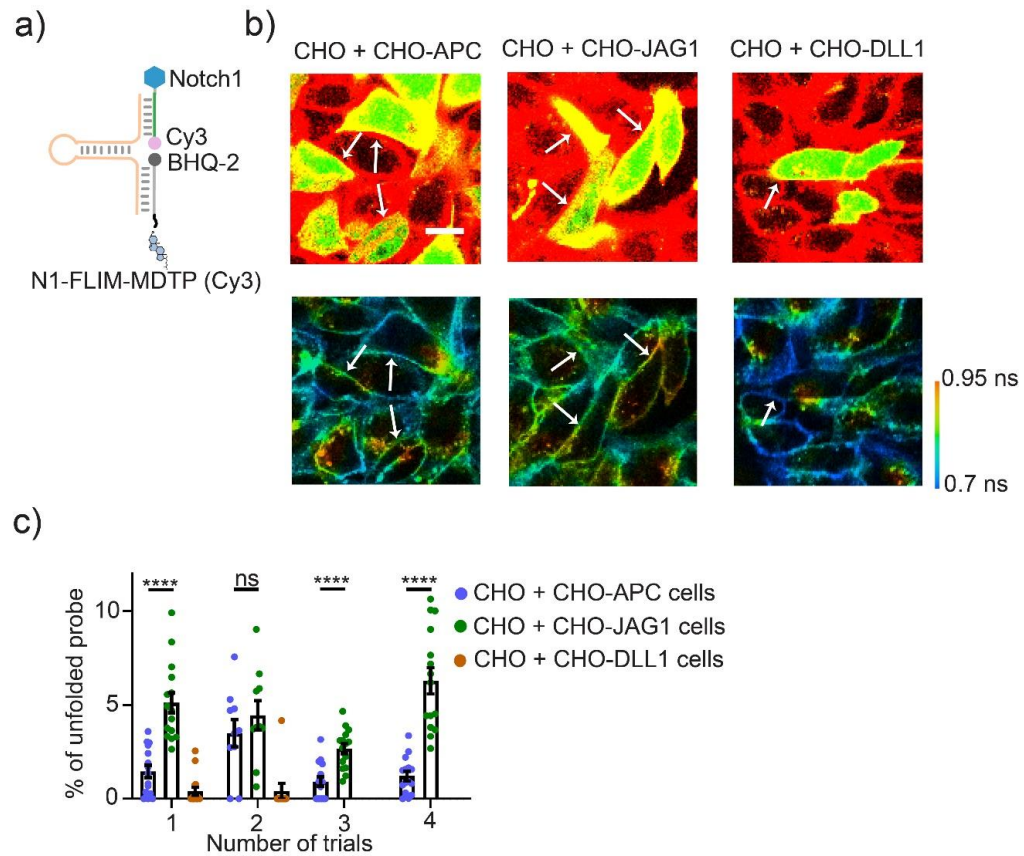 a)
Notch1
Cy3
BHQ-2
N1-FLIM-MDTP (Cy3)
b)
CHO + CHO-APC
CHO + CHO-JAG1
CHO + CHO-DLL1
0.95 ns
0.7 ns
c)
% of unfolded probe
10
5
0
****
ns
****
****
1
2
3
4
Number of trials
CHO + CHO-APC cells
CHO + CHO-JAG1 cells
CHO + CHO-DLL1 cells